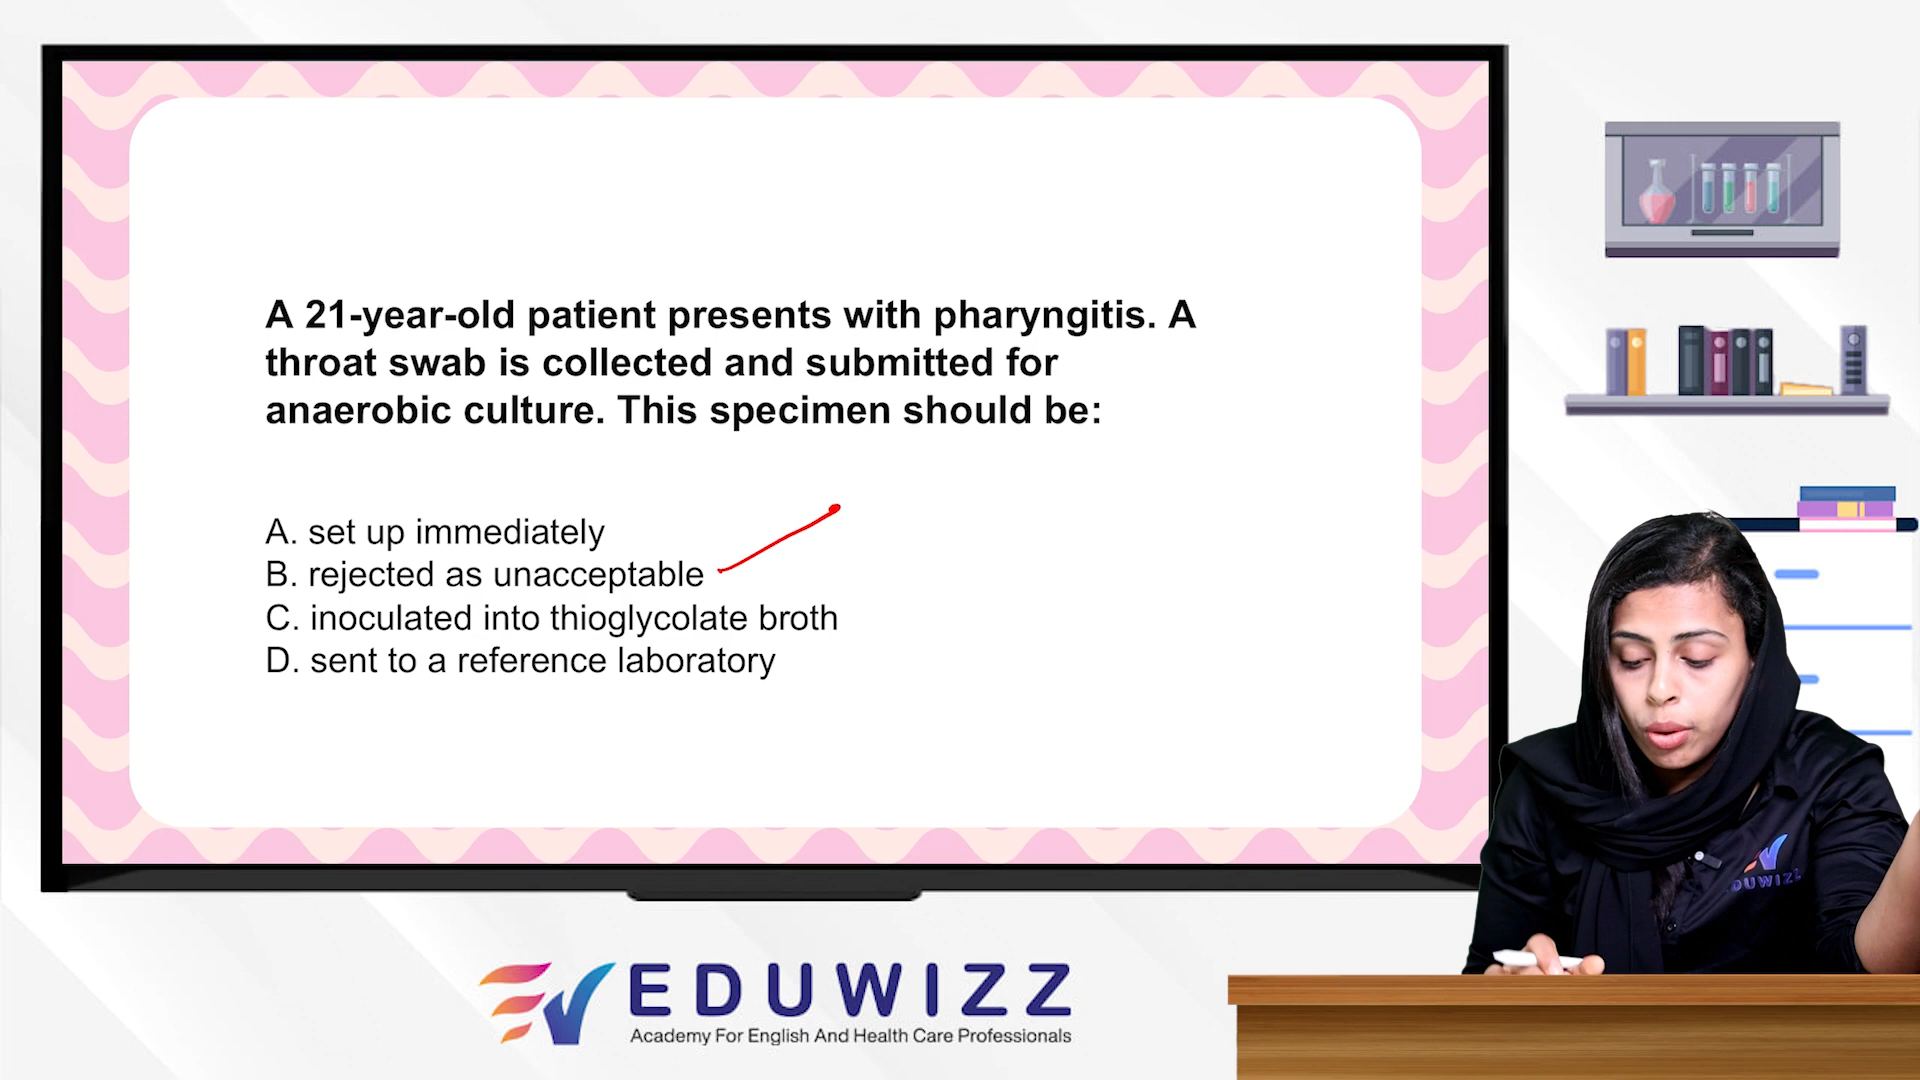 A 21-year-old patient presents with pharyngitis. A
throat swab is collected and submitted for
anaerobic culture. This specimen should be:
A. set up immediately
B. rejected as unacceptable
C. inoculated into thioglycolate broth
D. sent to a reference laboratory
DUWIZZ
EDUWIZZ
Academy For English And Health Care Professionals